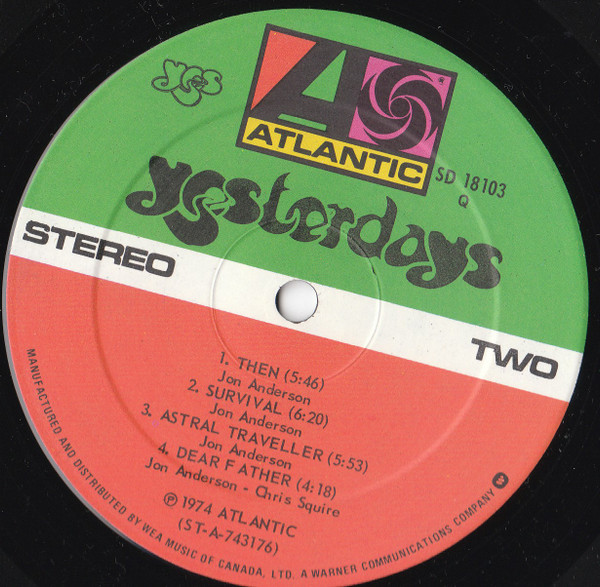 yes
ATLANTIC
®
SD 18103
Q
yesterdays
STEREO
TWO
1. THEN (5:46)
Jon Anderson
2. SURVIVAL (6:20)
Jon Anderson
3. ASTRAL TRAVELLER (5:53)
Jon Anderson
4. DEAR FATHER (4:18)
Jon Anderson - Chris Squire
℗ 1974 ATLANTIC
(ST-A-743176)
MANUFACTURED AND DISTRIBUTED BY WEA MUSIC OF CANADA, LTD. A WARNER COMMUNICATIONS COMPANY